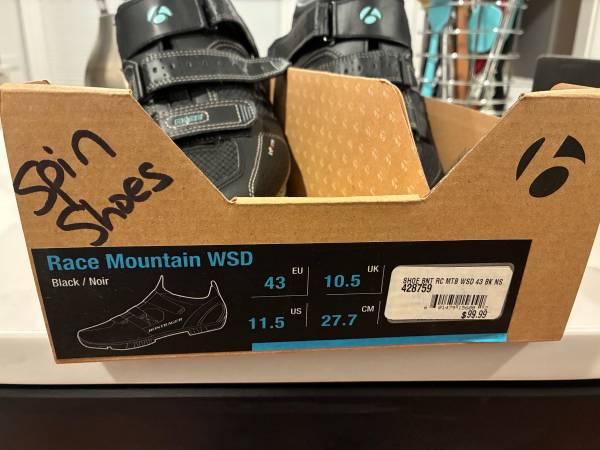 Spin
Shoes
Race Mountain WSD
Black / Noir
43 EU
10.5 UK
11.5 US
27.7 CM
BONTRAGER
SHOE BNT RC MTB WSD 43 BK NS
428759
$99.99